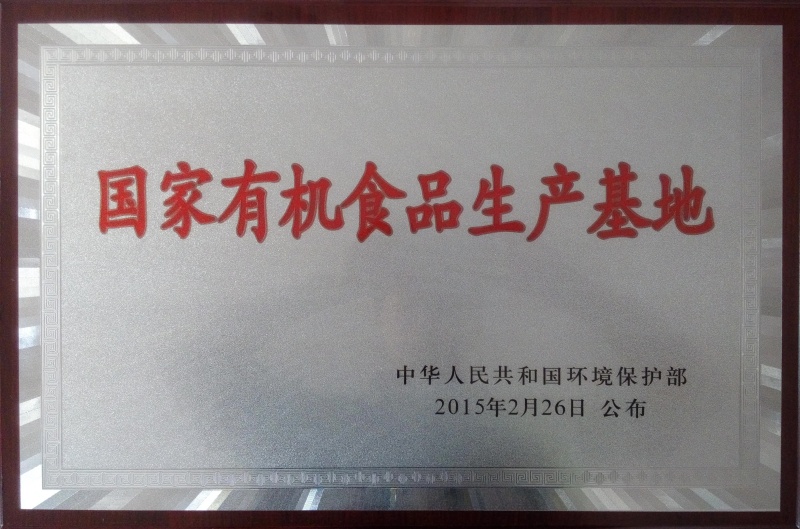 国家有机食品生产基地
中华人民共和国环境保护部
2015年2月26日 公布